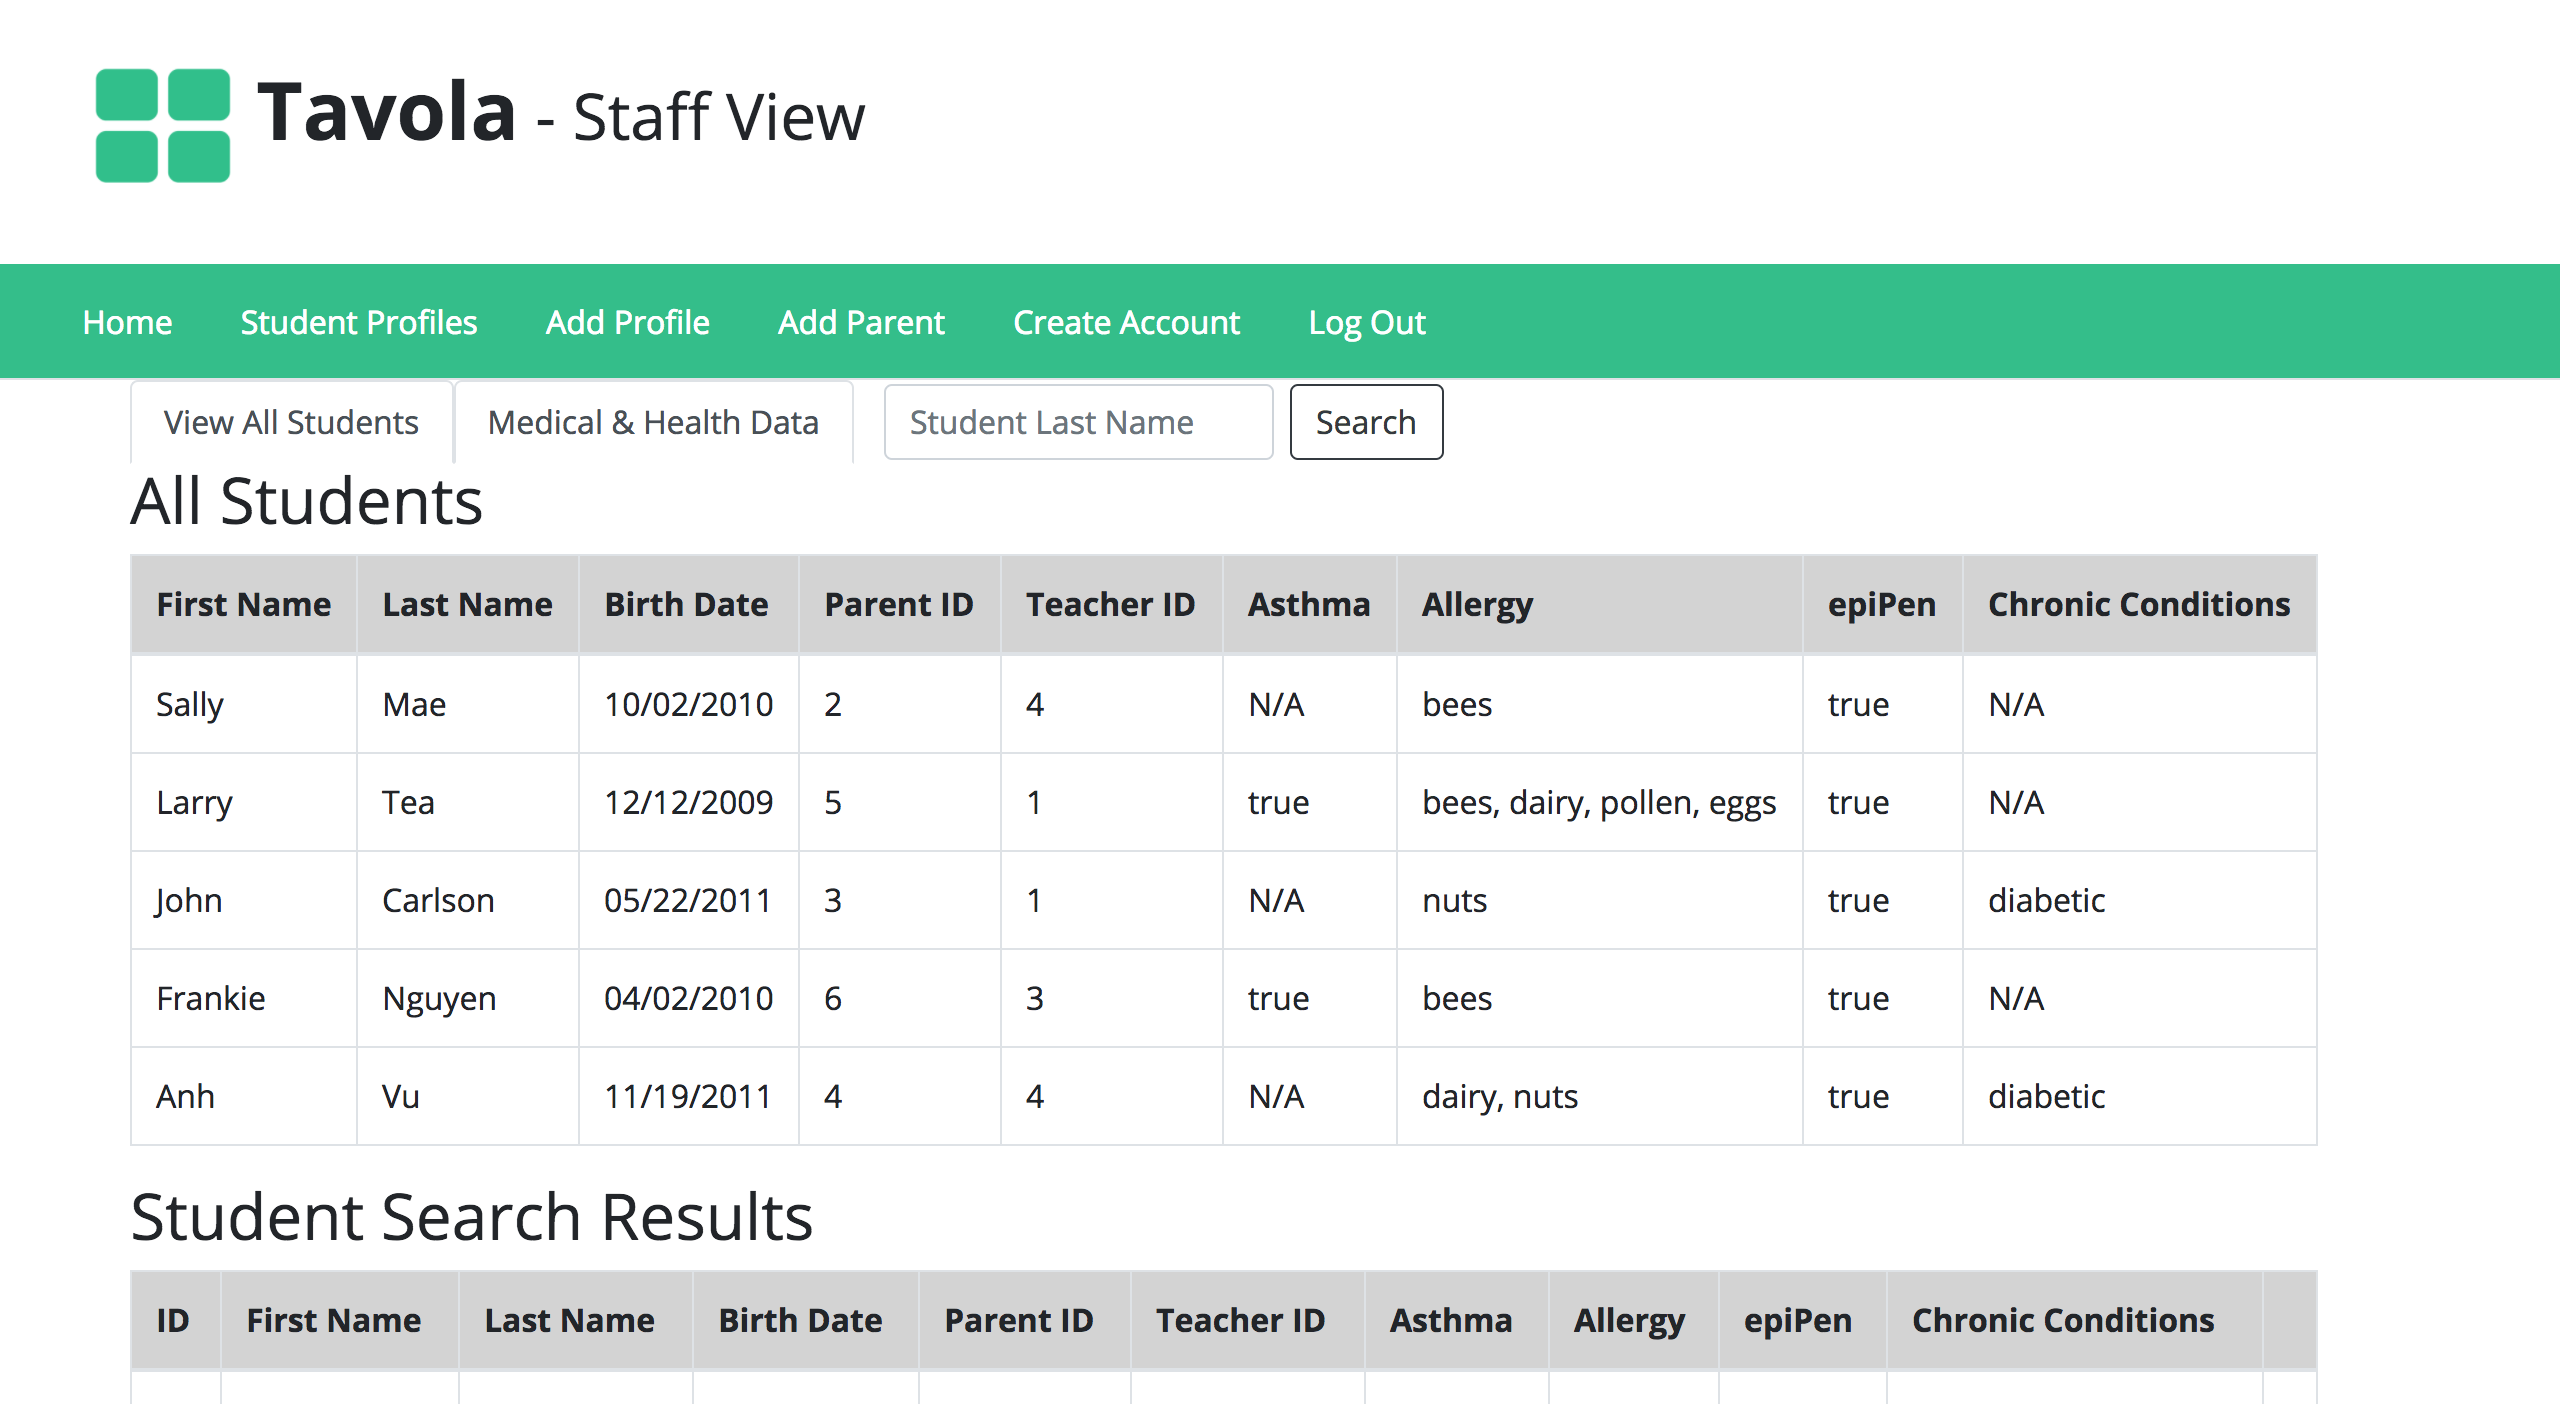 Tavola - Staff View
Home Student Profiles Add Profile Add Parent Create Account Log Out
View All Students Medical & Health Data Student Last Name Search
All Students
First Name Last Name Birth Date Parent ID Teacher ID Asthma Allergy epiPen Chronic Conditions
Sally Mae 10/02/2010 2 4 N/A bees true N/A
Larry Tea 12/12/2009 5 1 true bees, dairy, pollen, eggs true N/A
John Carlson 05/22/2011 3 1 N/A nuts true diabetic
Frankie Nguyen 04/02/2010 6 3 true bees true N/A
Anh Vu 11/19/2011 4 4 N/A dairy, nuts true diabetic
Student Search Results
ID First Name Last Name Birth Date Parent ID Teacher ID Asthma Allergy epiPen Chronic Conditions